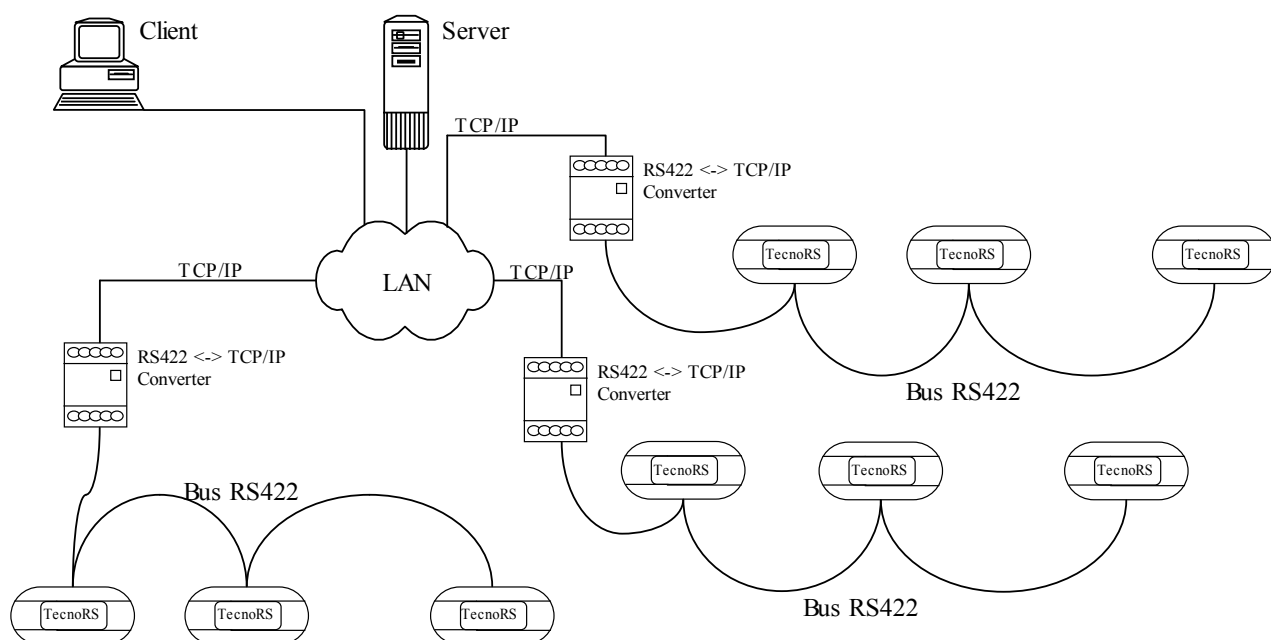 Client
Server
TCP/IP
RS422 <-> TCP/IP
Converter
TecnoRS
TecnoRS
TecnoRS
TCP/IP
LAN
TCP/IP
RS422 <-> TCP/IP
Converter
RS422 <-> TCP/IP
Converter
Bus RS422
TecnoRS
TecnoRS
TecnoRS
Bus RS422
TecnoRS
TecnoRS
TecnoRS
Bus RS422